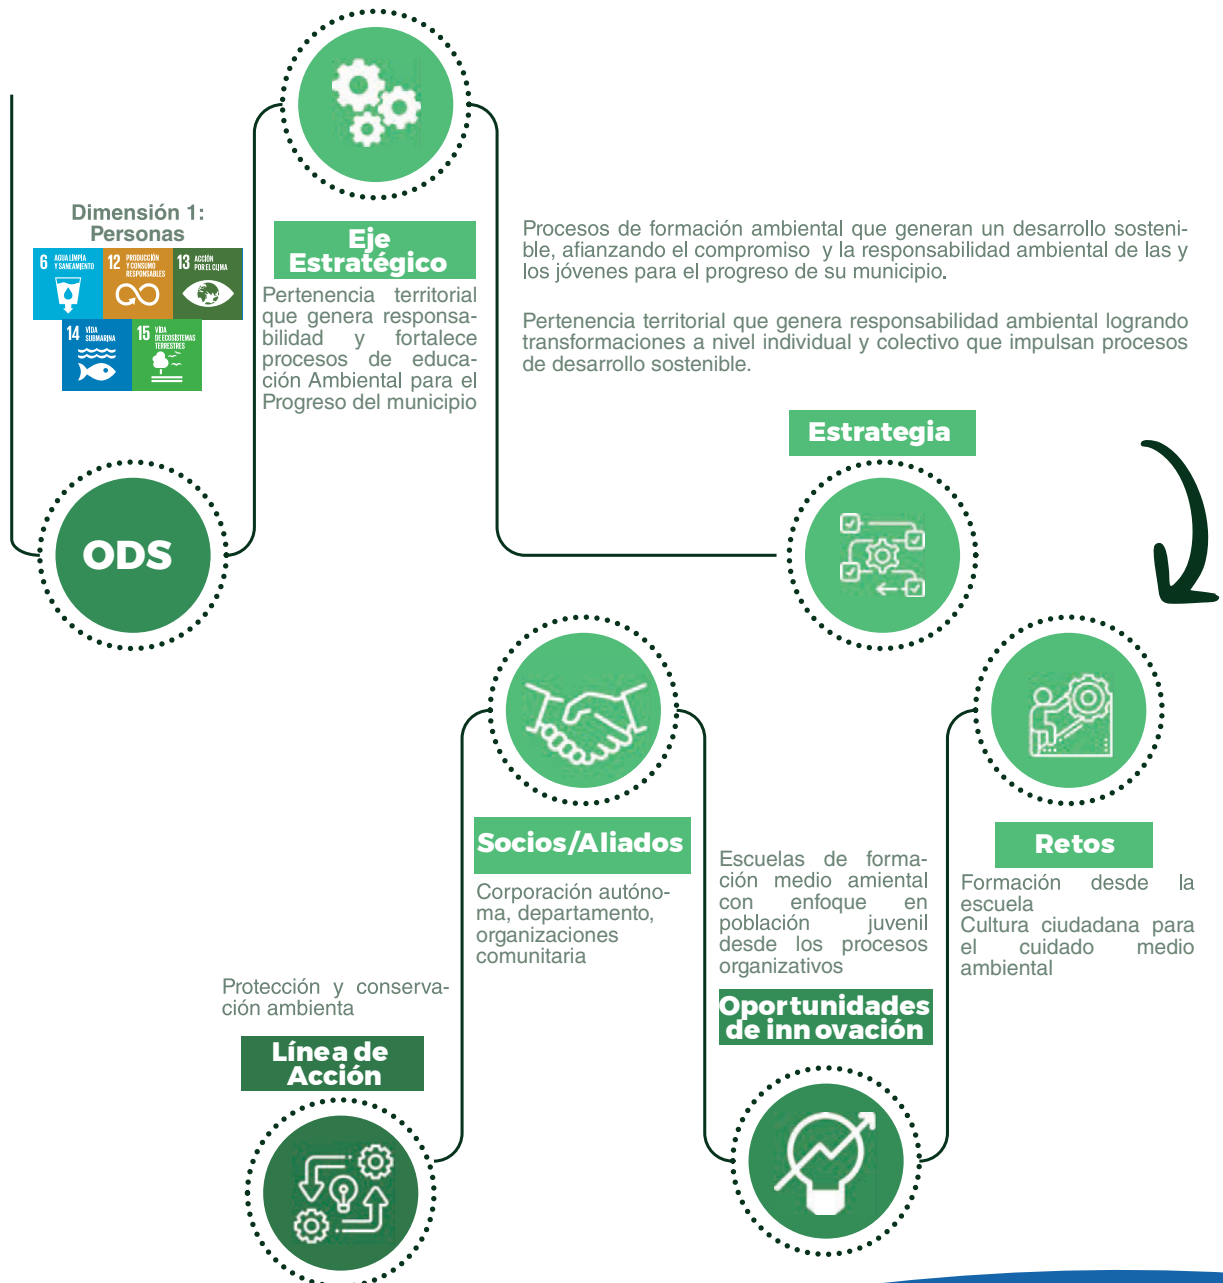 Dimensión 1:
Personas
6 AGUA LIMPIA
Y SANEAMIENTO
12 PRODUCCIÓN
Y CONSUMO
RESPONSABLES
13 ACCIÓN
POR EL CLIMA
14 VIDA
SUBMARINA
15 VIDA
DE ECOSISTEMAS
TERRESTRES
ODS
Eje
Estratégico
Pertenencia territorial
que genera responsa-
bilidad y fortalece
procesos de educa-
ción Ambiental para el
Progreso del municipio
Procesos de formación ambiental que generan un desarrollo sosteni-
ble, afianzando el compromiso y la responsabilidad ambiental de las y
los jóvenes para el progreso de su municipio.
Pertenencia territorial que genera responsabilidad ambiental logrando
transformaciones a nivel individual y colectivo que impulsan procesos
de desarrollo sostenible.
Estrategia
Retos
Formación desde la
escuela
Cultura ciudadana para
el cuidado medio
ambiental
Escuelas de forma-
ción medio amiental
con enfoque en
población juvenil
desde los procesos
organizativos
Oportunidades
de inn ovación
Socios/Aliados
Corporación autóno-
ma, departamento,
organizaciones
comunitaria
Protección y conserva-
ción ambienta
Línea de
Acción